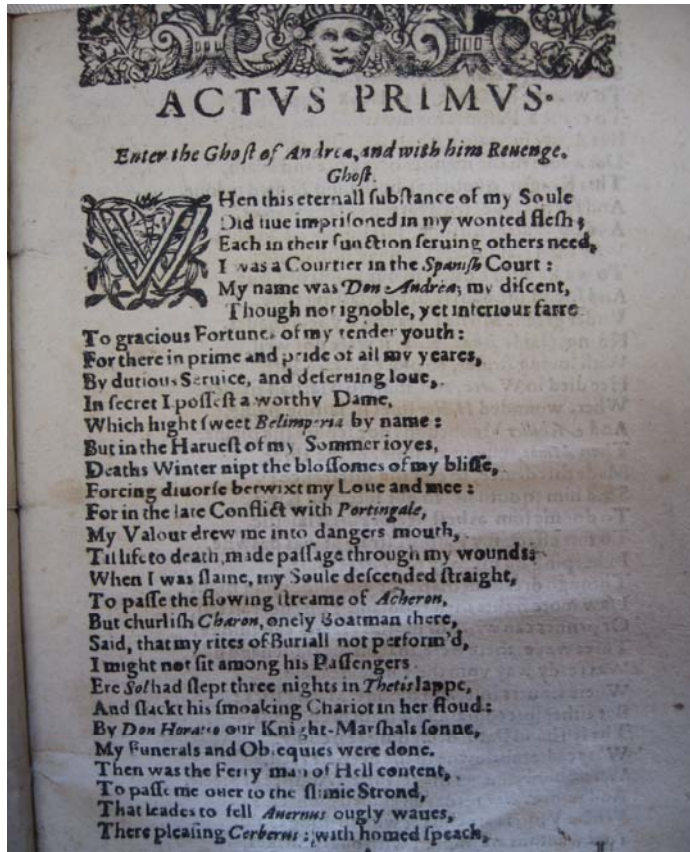 ACTVS PRIMVS.
Enter the Ghoſt of Andrea, and with him Reuenge.
Ghoſt.
WHen this eternall ſubſtance of my Soule
Did liue impriſoned in my wonted fleſh;
Each in their function ſeruing others need,
I was a Courtier in the Spaniſh Court:
My name was Don Andrea; my diſcent,
Though not ignoble, yet inferiour farre
To gracious Fortunes of my tender youth:
For there in prime and pride of all my yeares,
By dutious Seruice, and deſeruing loue,
In ſecret I poſſeſt a worthy Dame,
Which hight ſweet Belimperia by name:
But in the Harueſt of my Sommer ioyes,
Deaths Winter nipt the bloſſomes of my bliſſe,
Forcing diuorſe betwixt my Loue and mee:
For in the late Conflict with Portingale,
My Valour drew me into dangers mouth,
Till life to death made paſſage through my wounds:
When I was ſlaine, my Soule deſcended ſtraight,
To paſſe the flowing ſtreame of Acheron,
But churliſh Charon, onely Boatman there,
Said, that my rites of Buriall not perform'd,
I might not ſit among his Paſſengers
Ere Sol had ſlept three nights in Thetis lappe,
And ſlackt his ſmoaking Chariot in her floud:
By Don Horatio our Knight-Marſhals ſonne,
My Funerals and Obſequies were done.
Then was the Ferry man of Hell content,
To paſſe me ouer to the ſlimie Strond,
That leades to fell Auernus ougly waues,
There pleaſing Cerberus; with homed ſpeach,